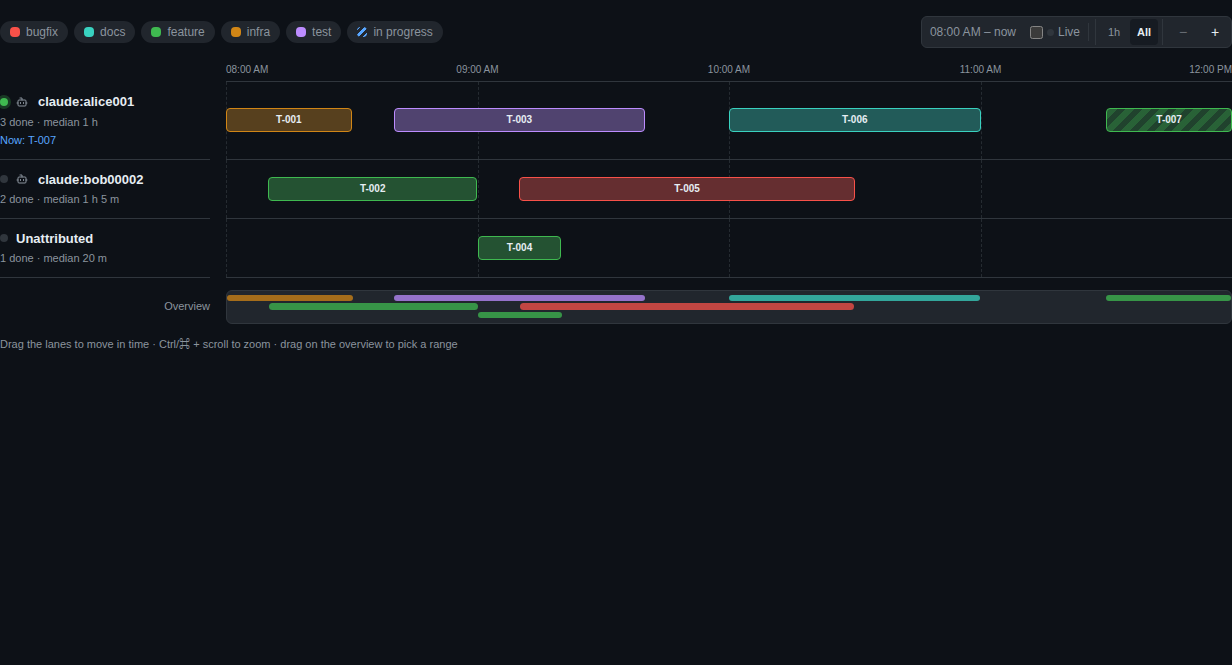 bugfix docs feature infra test in progress 08:00 AM – now Live 1h All − +
08:00 AM 09:00 AM 10:00 AM 11:00 AM 12:00 PM
claude:alice001
3 done · median 1 h
Now: T-007
T-001 T-003 T-006 T-007
claude:bob00002
2 done · median 1 h 5 m
T-002 T-005
Unattributed
1 done · median 20 m
T-004
Overview
Drag the lanes to move in time · Ctrl/⌘ + scroll to zoom · drag on the overview to pick a range